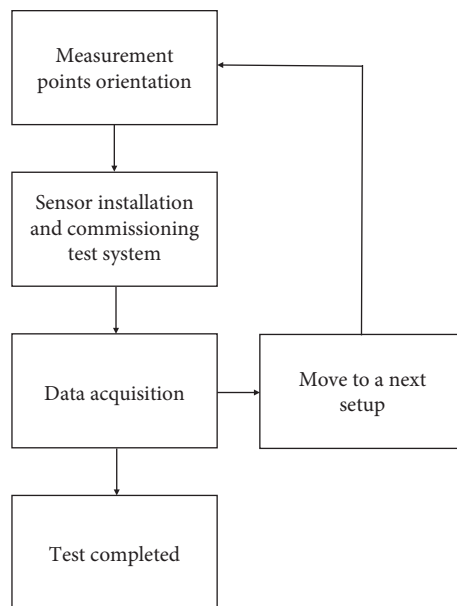 Measurement
points orientation
Sensor installation
and commissioning
test system
Data acquisition
Move to a next
setup
Test completed